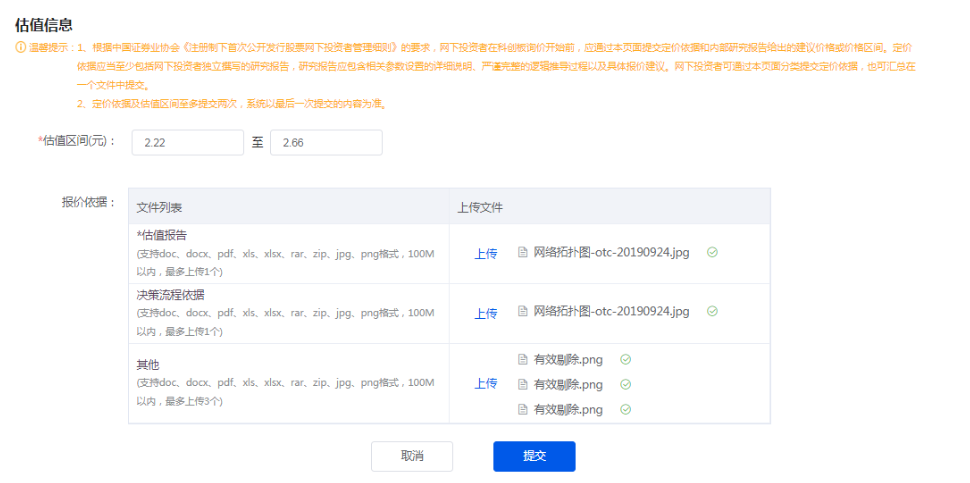 估值信息
温馨提示：1、根据中国证券业协会《注册制下首次公开发行股票网下投资者管理细则》的要求，网下投资者在科创板询价开始前，应通过本页面提交定价依据和内部研究报告给出的建议价格或价格区间。定价
依据应当至少包括网下投资者独立撰写的研究报告，研究报告应包含相关参数设置的详细说明、严谨完整的逻辑推导过程以及具体报价建议。网下投资者可通过本页面分类提交定价依据，也可汇总在
一个文件中提交。
2、定价依据及估值区间至多提交两次，系统以最后一次提交的内容为准。
*估值区间(元)： 2.22 至 2.66
报价依据： 文件列表 上传文件
*估值报告
(支持doc、docx、pdf、xls、xlsx、rar、zip、jpg、png格式，100M
以内，最多上传1个)
上传 网络拓扑图-otc-20190924.jpg
决策流程依据
(支持doc、docx、pdf、xls、xlsx、rar、zip、jpg、png格式，100M
以内，最多上传1个)
上传 网络拓扑图-otc-20190924.jpg
其他
(支持doc、docx、pdf、xls、xlsx、rar、zip、jpg、png格式，100M
以内，最多上传3个)
上传 有效剔除.png
有效剔除.png
有效剔除.png
取消 提交